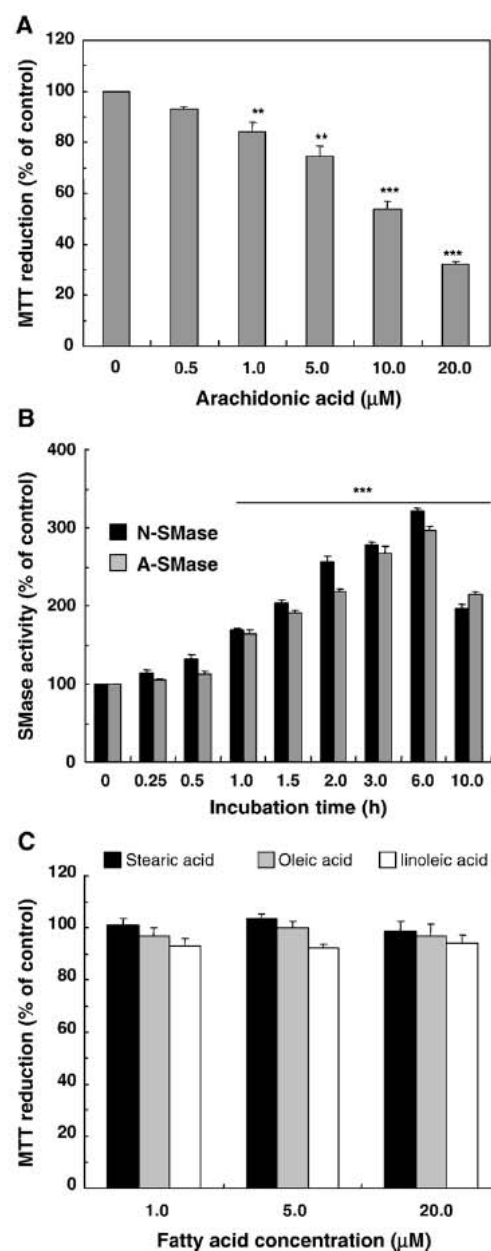 A
MTT reduction (% of control)
120
100
80
60
40
20
0
**
**
***
***
0 0.5 1.0 5.0 10.0 20.0
Arachidonic acid (μM)
B
SMase activity (% of control)
400
300
200
100
0
***
N-SMase
A-SMase
0 0.25 0.5 1.0 1.5 2.0 3.0 6.0 10.0
Incubation time (h)
C
Stearic acid Oleic acid linoleic acid
MTT reduction (% of control)
120
100
80
60
40
20
0
1.0 5.0 20.0
Fatty acid concentration (μM)